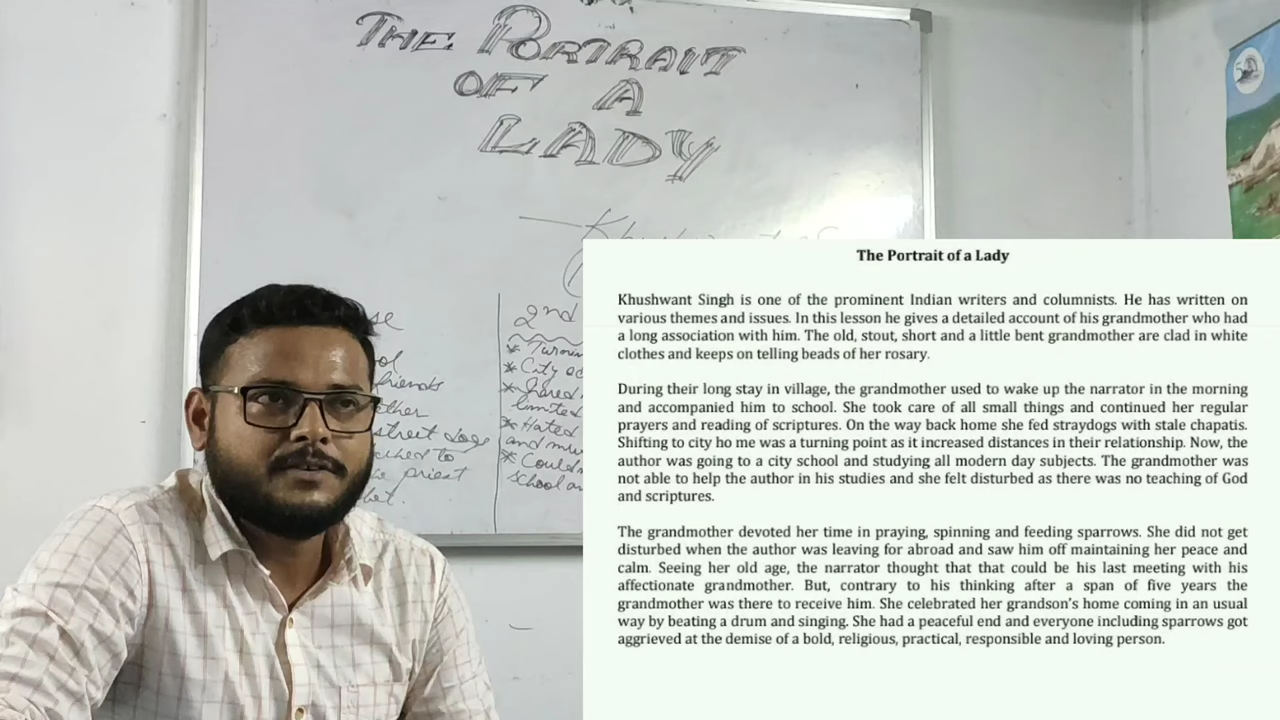 THE PORTRAIT
OF A
LADY
2nd
* City
* Hated
limited
* Hated
school
friends
street dogs
priest
The Portrait of a Lady
Khushwant Singh is one of the prominent Indian writers and columnists. He has written on
various themes and issues. In this lesson he gives a detailed account of his grandmother who had
a long association with him. The old, stout, short and a little bent grandmother are clad in white
clothes and keeps on telling beads of her rosary.
During their long stay in village, the grandmother used to wake up the narrator in the morning
and accompanied him to school. She took care of all small things and continued her regular
prayers and reading of scriptures. On the way back home she fed straydogs with stale chapatis.
Shifting to city ho me was a turning point as it increased distances in their relationship. Now, the
author was going to a city school and studying all modern day subjects. The grandmother was
not able to help the author in his studies and she felt disturbed as there was no teaching of God
and scriptures.
The grandmother devoted her time in praying, spinning and feeding sparrows. She did not get
disturbed when the author was leaving for abroad and saw him off maintaining her peace and
calm. Seeing her old age, the narrator thought that that could be his last meeting with his
affectionate grandmother. But, contrary to his thinking after a span of five years the
grandmother was there to receive him. She celebrated her grandson's home coming in an usual
way by beating a drum and singing. She had a peaceful end and everyone including sparrows got
aggrieved at the demise of a bold, religious, practical, responsible and loving person.